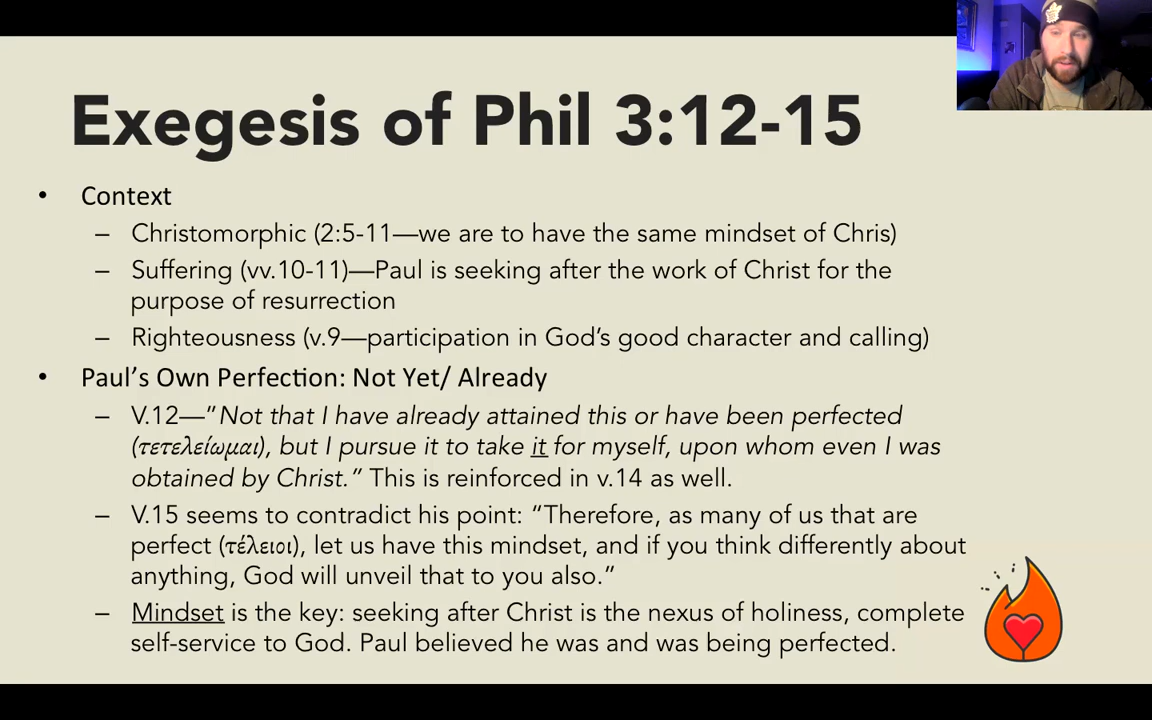 Exegesis of Phil 3:12-15
• Context
– Christomorphic (2:5-11—we are to have the same mindset of Chris)
– Suffering (vv.10-11)—Paul is seeking after the work of Christ for the
purpose of resurrection
– Righteousness (v.9—participation in God’s good character and calling)
• Paul’s Own Perfection: Not Yet/ Already
– V.12—”Not that I have already attained this or have been perfected
(τετελείωμαι), but I pursue it to take it for myself, upon whom even I was
obtained by Christ.” This is reinforced in v.14 as well.
– V.15 seems to contradict his point: “Therefore, as many of us that are
perfect (τέλειοι), let us have this mindset, and if you think differently about
anything, God will unveil that to you also.”
– Mindset is the key: seeking after Christ is the nexus of holiness, complete
self-service to God. Paul believed he was and was being perfected.